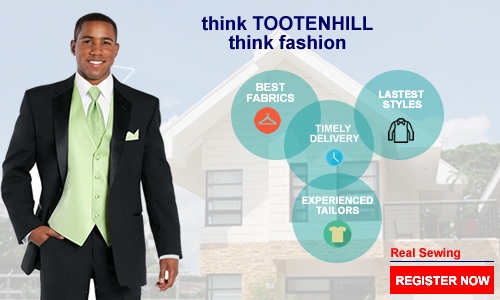 think TOOTENHILL
think fashion
BEST
FABRICS
LASTEST
STYLES
TIMELY
DELIVERY
EXPERIENCED
TAILORS
Real Sewing
REGISTER NOW